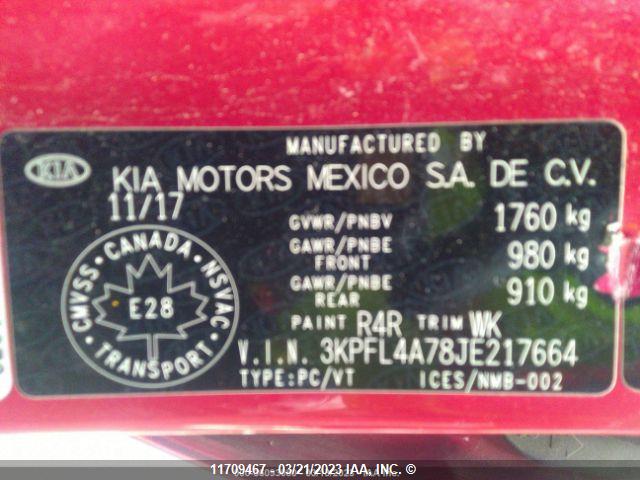 MANUFACTURED BY
KIA
KIA MOTORS MEXICO S.A. DE C.V.
11/17
GVWR/PNBV 1760 kg
GAWR/PNBE FRONT 980 kg
GAWR/PNBE REAR 910 kg
CANADA
CMVSS NSVAC
E28
TRANSPORT
PAINT R4R TRIM WK
V.I.N. 3KPFL4A78JE217664
TYPE:PC/VT ICES/NMB-002
11709467 - 03/21/2023 IAA, INC.